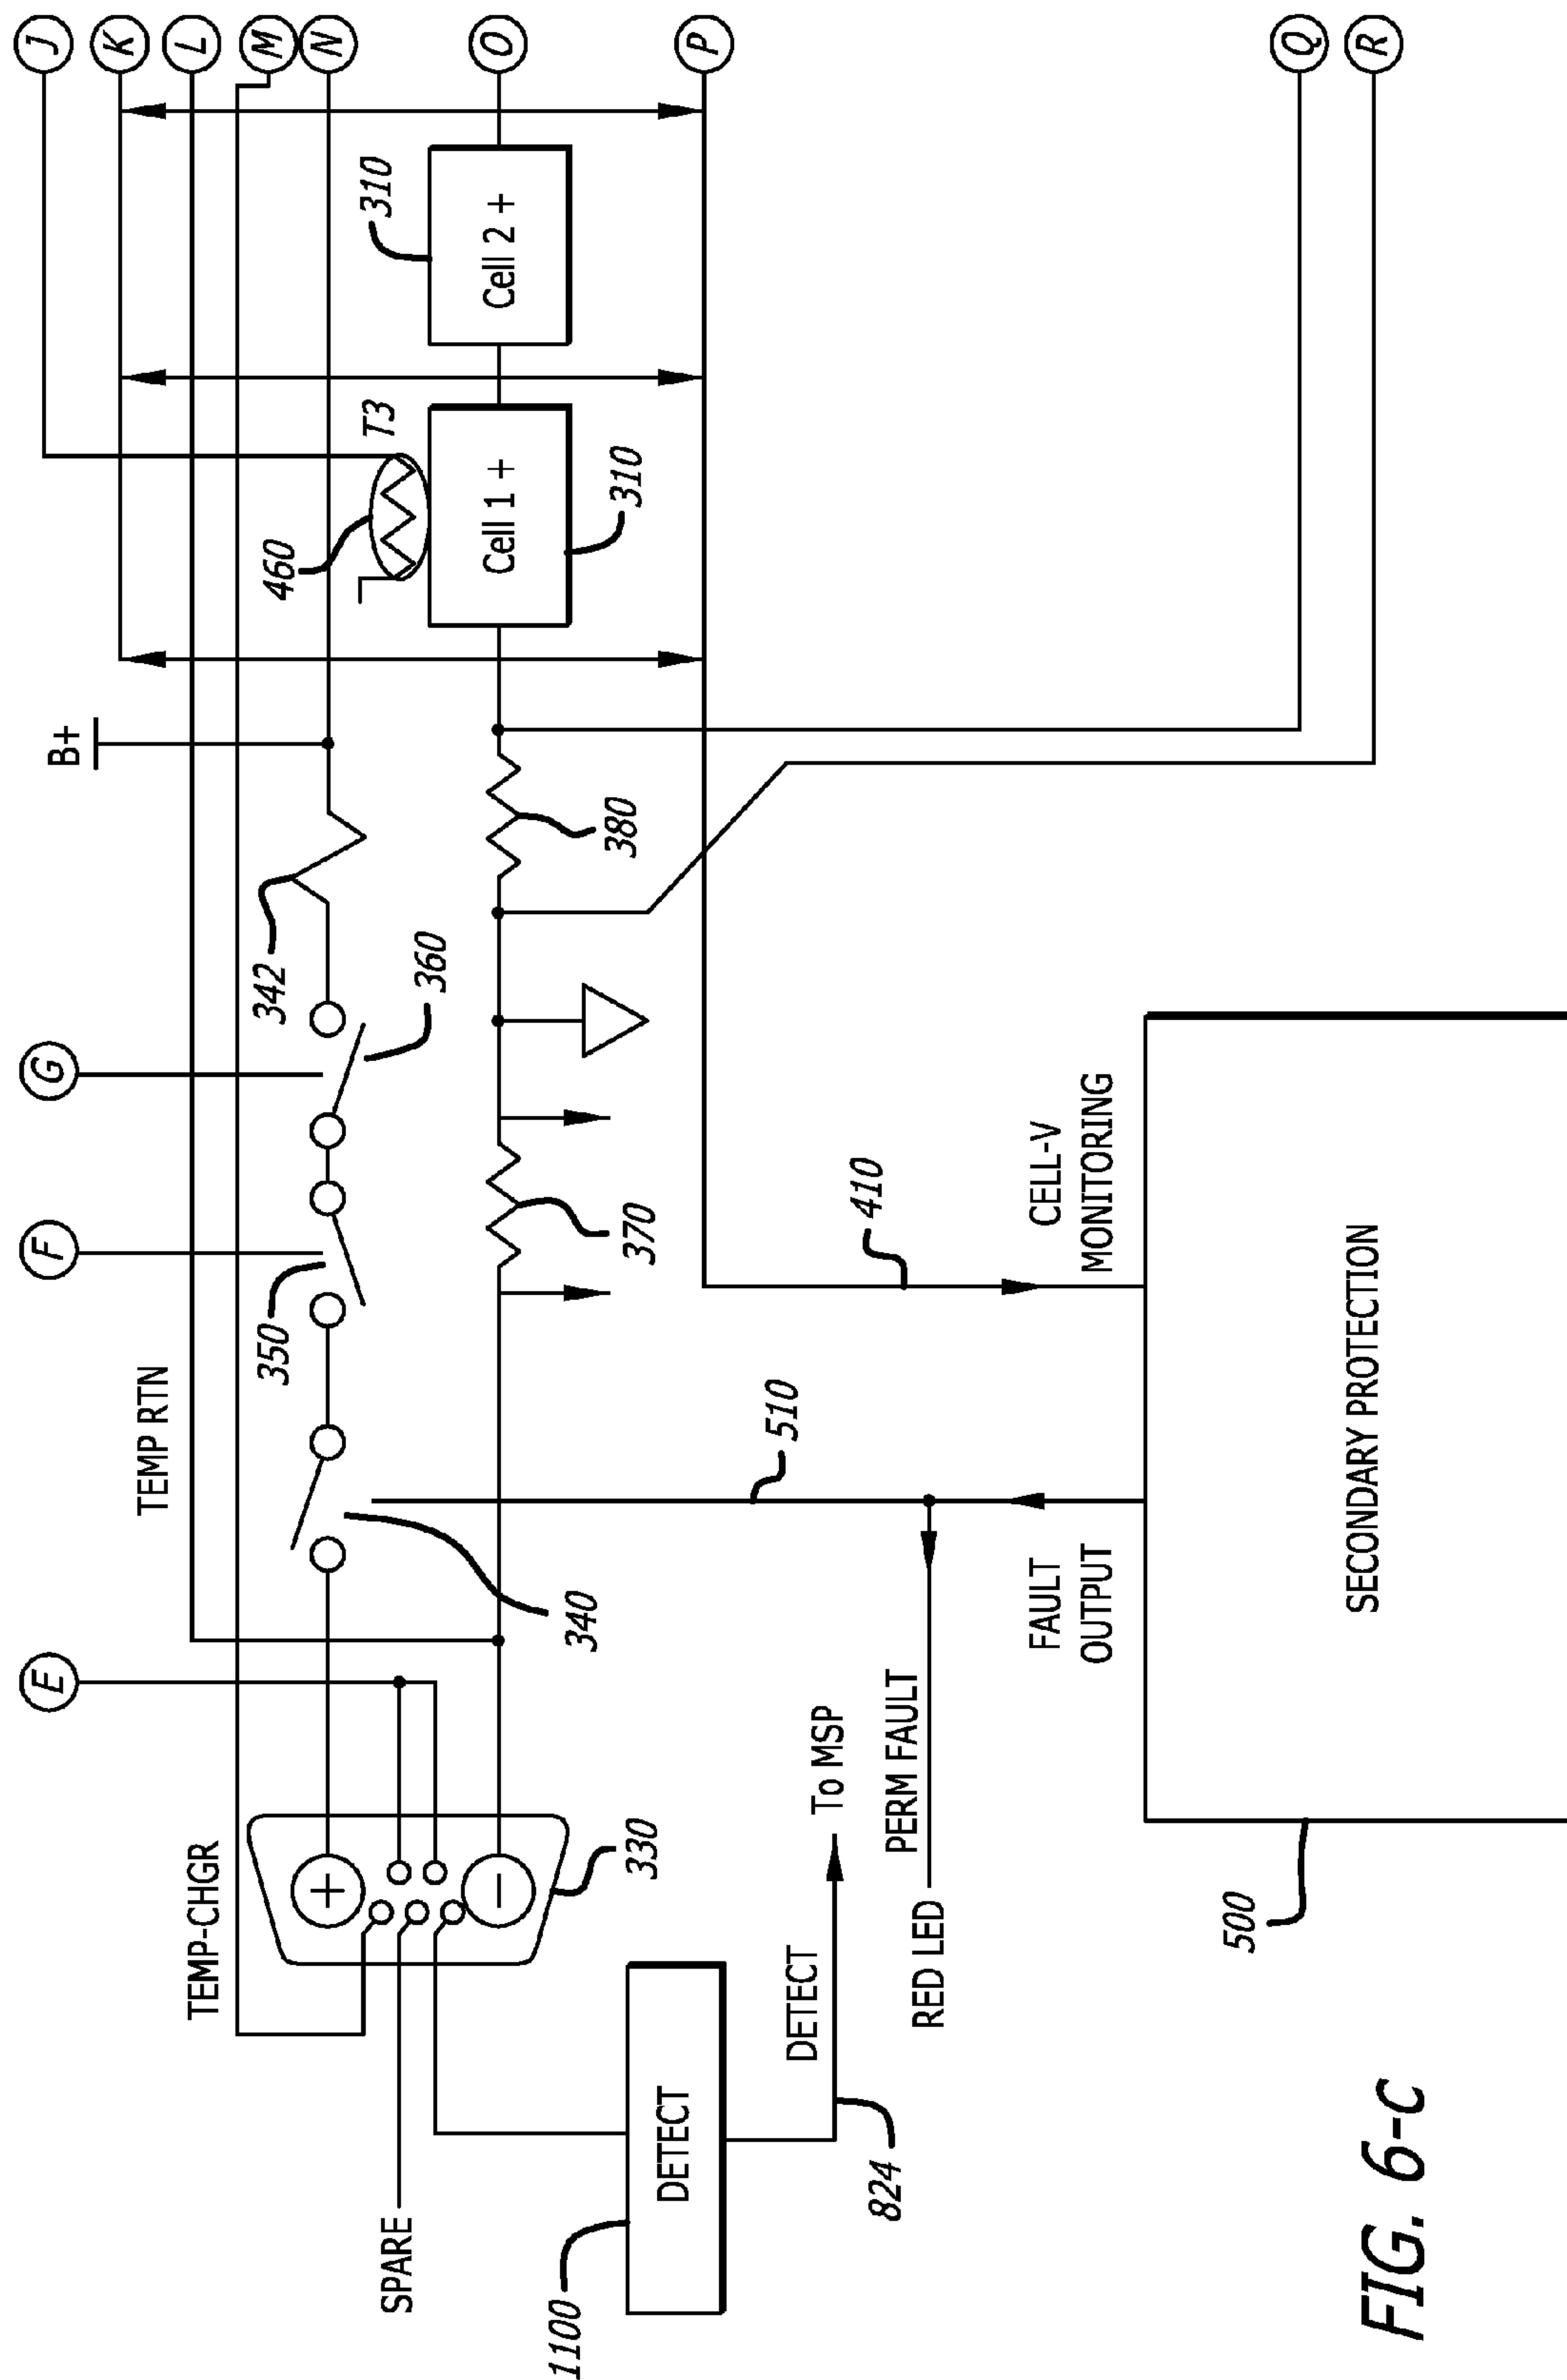 J
K
L
M
N
O
P
Q
R
G
F
E
B+
TEMP RTN
TEMP-CHGR
SPARE
342
360
350
340
460
T3
310
Cell 1 +
310
Cell 2 +
310
380
370
330
410
CELL-V
MONITORING
510
FAULT
OUTPUT
PERM FAULT
RED LED
To MSP
DETECT
824
DETECT
1100
SECONDARY PROTECTION
500
FIG. 6-C